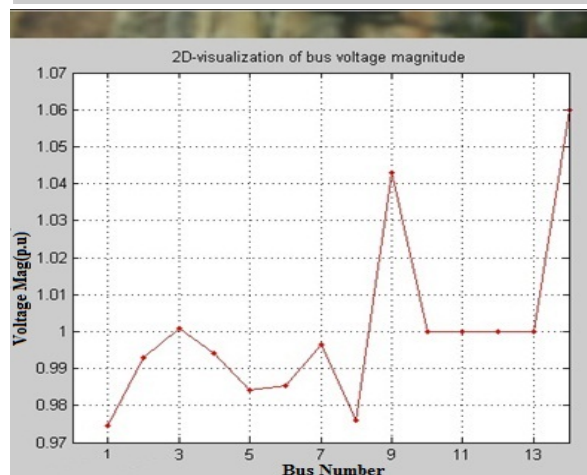 2D-visualization of bus voltage magnitude
1.07
1.06
1.05
1.04
1.03
1.02
1.01
1
0.99
0.98
0.97
Voltage Mag(p.u)
1 3 5 7 9 11 13
Bus Number